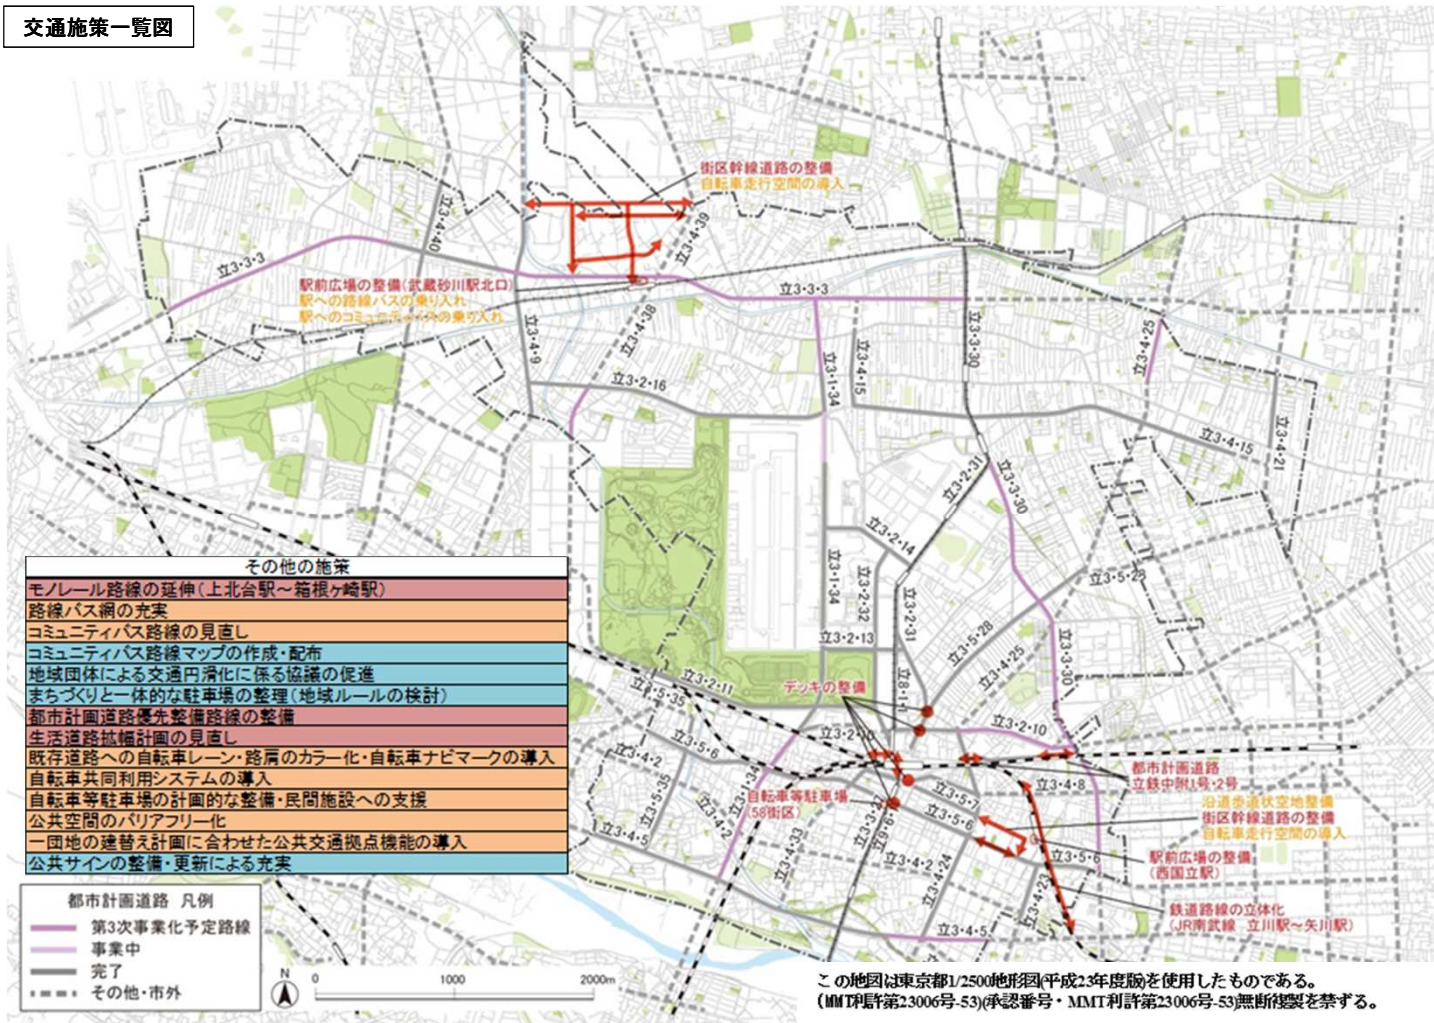 交通施策一覧図
街区幹線道路の整備
自転車走行空間の導入
立3・4・40
立3・4・39
立3・3・3
駅前広場の整備(武蔵砂川駅北口)
駅への路線バスの乗り入れ
駅へのコミュニティバスの乗り入れ
立3・3・3
立3・4・38
立3・4・9
立3・3・30
立3・4・25
立3・4・15
立3・1・34
立3・2・16
立3・4・15
立3・4・21
立3・2・31
立3・3・30
立3・2・14
立3・1・34
立3・2・32
立3・2・31
立3・5・28
立3・2・13
立3・5・28
立3・4・25
立3・3・30
立3・2・11
立3・5・35
デッキの整備
立8・1・1
立3・2・10
立3・2・10
立3・5・6
立3・4・2
立3・5・35
立3・4・2
立3・4・5
自転車等駐車場
(58街区)
立3・4・33
立3・5・7
立3・5・6
立3・4・8
都市計画道路
立鉄中附1号・2号
沿道歩道状空地整備
街区幹線道路の整備
自転車走行空間の導入
立3・4・2
立3・4・24
立3・5・6
立3・4・23
駅前広場の整備
(西国立駅)
立3・4・5
鉄道路線の立体化
(JR南武線 立川駅～矢川駅)
その他の施策
モノレール路線の延伸(上北台駅～箱根ヶ崎駅)
路線バス網の充実
コミュニティバス路線の見直し
コミュニティバス路線マップの作成・配布
地域団体による交通円滑化に係る協議の促進
まちづくりと一体的な駐車場の整理(地域ルールの検討)
都市計画道路優先整備路線の整備
生活道路拡幅計画の見直し
既存道路への自転車レーン・路肩のカラー化・自転車ナビマークの導入
自転車共同利用システムの導入
自転車等駐車場の計画的な整備・民間施設への支援
公共空間のバリアフリー化
一団地の建替え計画に合わせた公共交通拠点機能の導入
公共サインの整備・更新による充実
都市計画道路 凡例
第3次事業化予定路線
事業中
完了
その他・市外
N
0 1000 2000m
この地図は東京都1/2500地形図(平成23年度版)を使用したものである。
(MMT利許第23006号-53)(承認番号・MMT利許第23006号-53)無断複製を禁ずる。